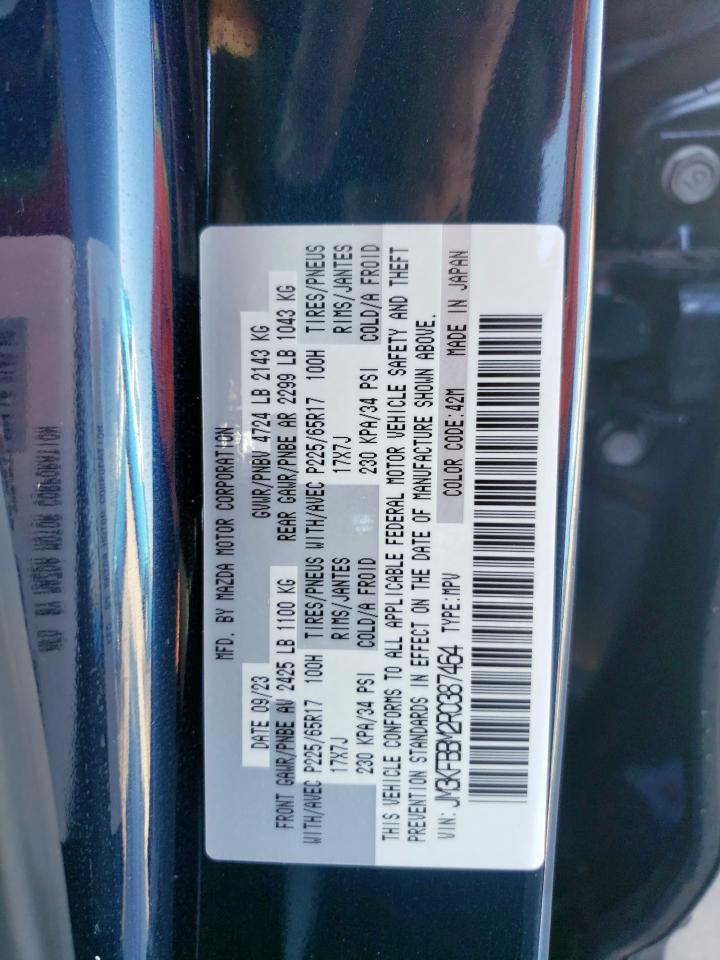 MFD. BY MAZDA MOTOR CORPORATION
DATE 09/23 GVWR/PNBV 4724 LB 2143 KG
FRONT GAWR/PNBE AV 2425 LB 1100 KG REAR GAWR/PNBE AR 2299 LB 1043 KG
WITH/AVEC P225/65R17 100H TIRES/PNEUS WITH/AVEC P225/65R17 100H TIRES/PNEUS
17X7J RIMS/JANTES 17X7J RIMS/JANTES
230 KPA/34 PSI COLD/A FROID 230 KPA/34 PSI COLD/A FROID
THIS VEHICLE CONFORMS TO ALL APPLICABLE FEDERAL MOTOR VEHICLE SAFETY AND THEFT
PREVENTION STANDARDS IN EFFECT ON THE DATE OF MANUFACTURE SHOWN ABOVE.
VIN: JM3KFBBY2R0387464 TYPE:MPV COLOR CODE:42M MADE IN JAPAN